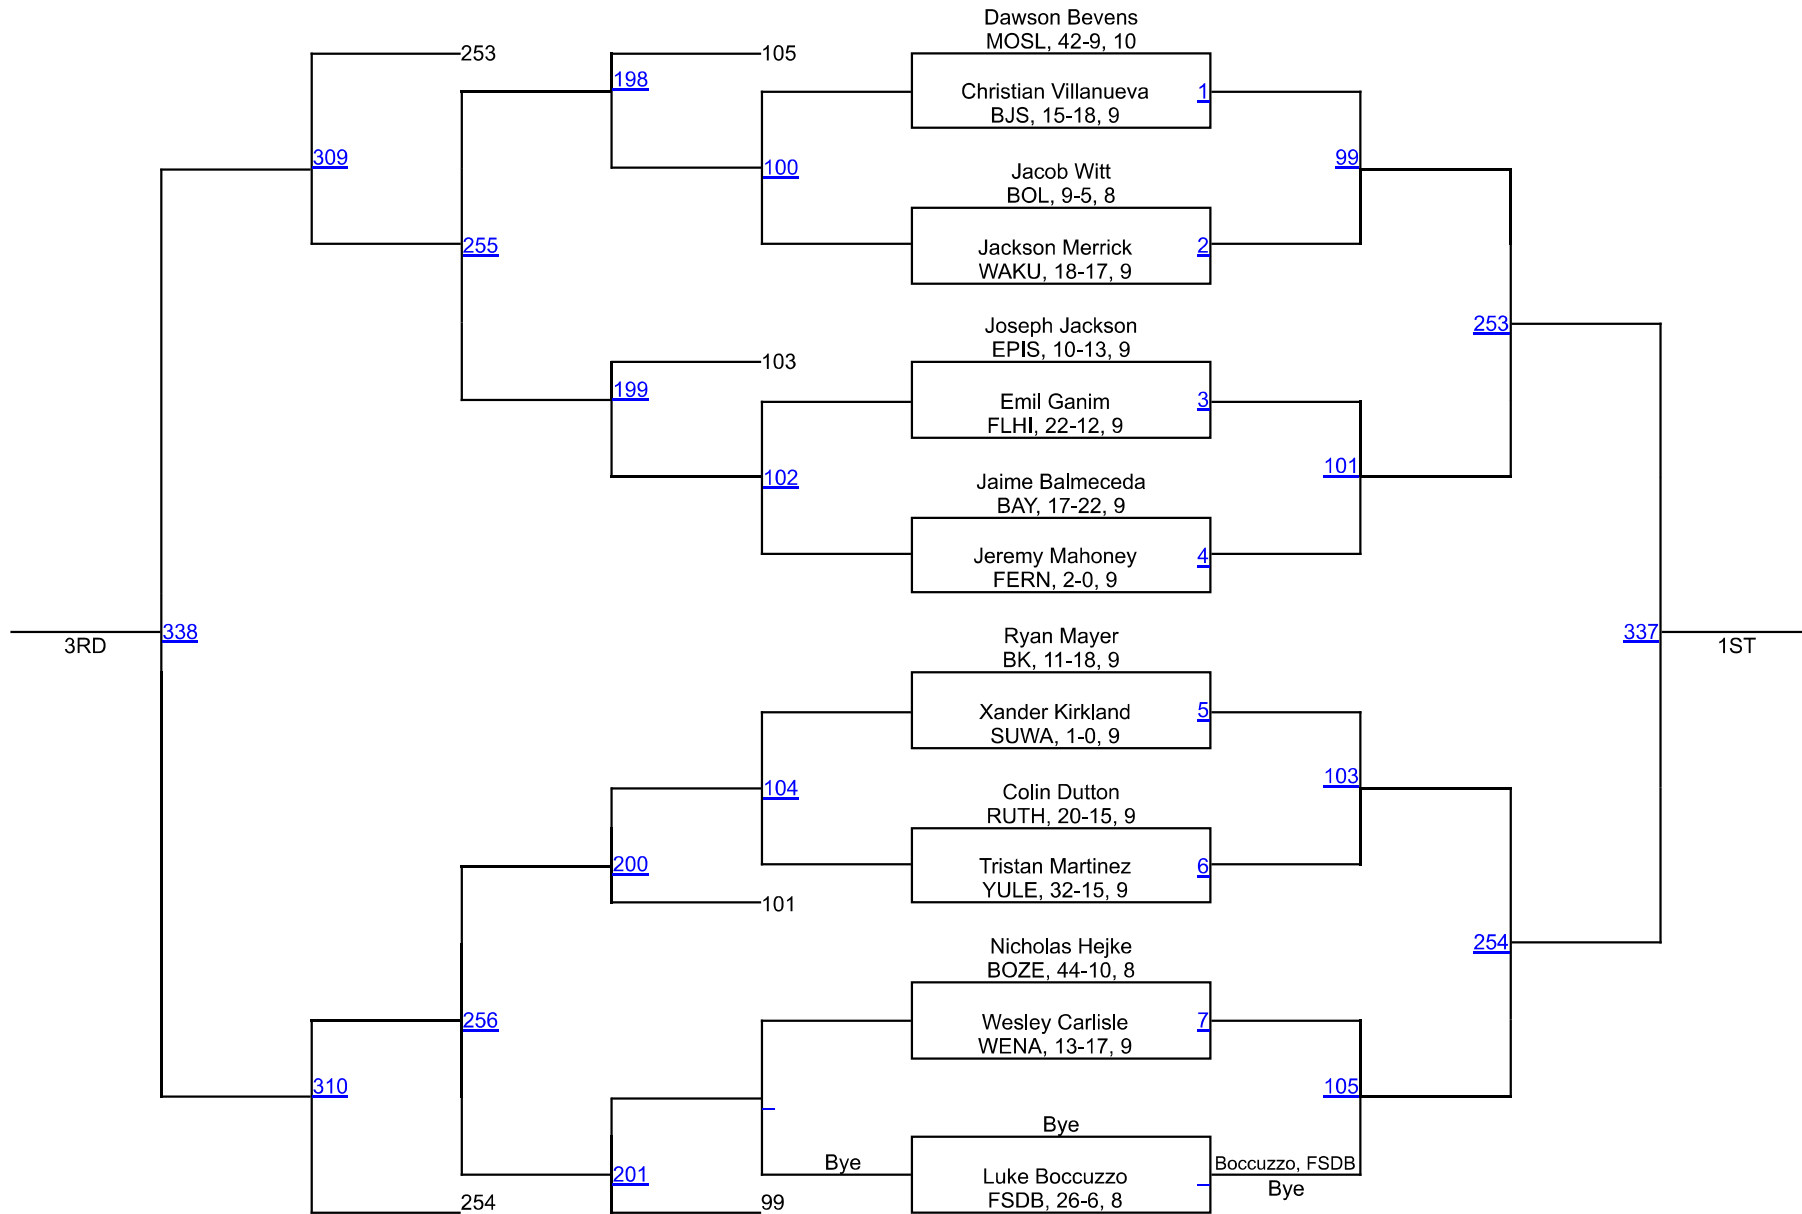 Dawson Bevens
MOSL, 42-9, 10
253
105
198
Christian Villanueva
1
BJS, 15-18, 9
309
100
99
Jacob Witt
BOL, 9-5, 8
255
Jackson Merrick
2
WAKU, 18-17, 9
Joseph Jackson
253
EPIS, 10-13, 9
103
199
Emil Ganim
3
FLHI, 22-12, 9
102
101
Jaime Balmeceda
BAY, 17-22, 9
Jeremy Mahoney
4
FERN, 2-0, 9
3RD
338
Ryan Mayer
337
1ST
BK, 11-18, 9
Xander Kirkland
5
SUWA, 1-0, 9
104
103
Colin Dutton
RUTH, 20-15, 9
200
Tristan Martinez
6
YULE, 32-15, 9
101
Nicholas Hejke
254
BOZE, 44-10, 8
256
Wesley Carlisle
7
WENA, 13-17, 9
310
105
Bye
Bye
Boccuzzo, FSDB
201
Luke Boccuzzo
Bye
254
99
FSDB, 26-6, 8